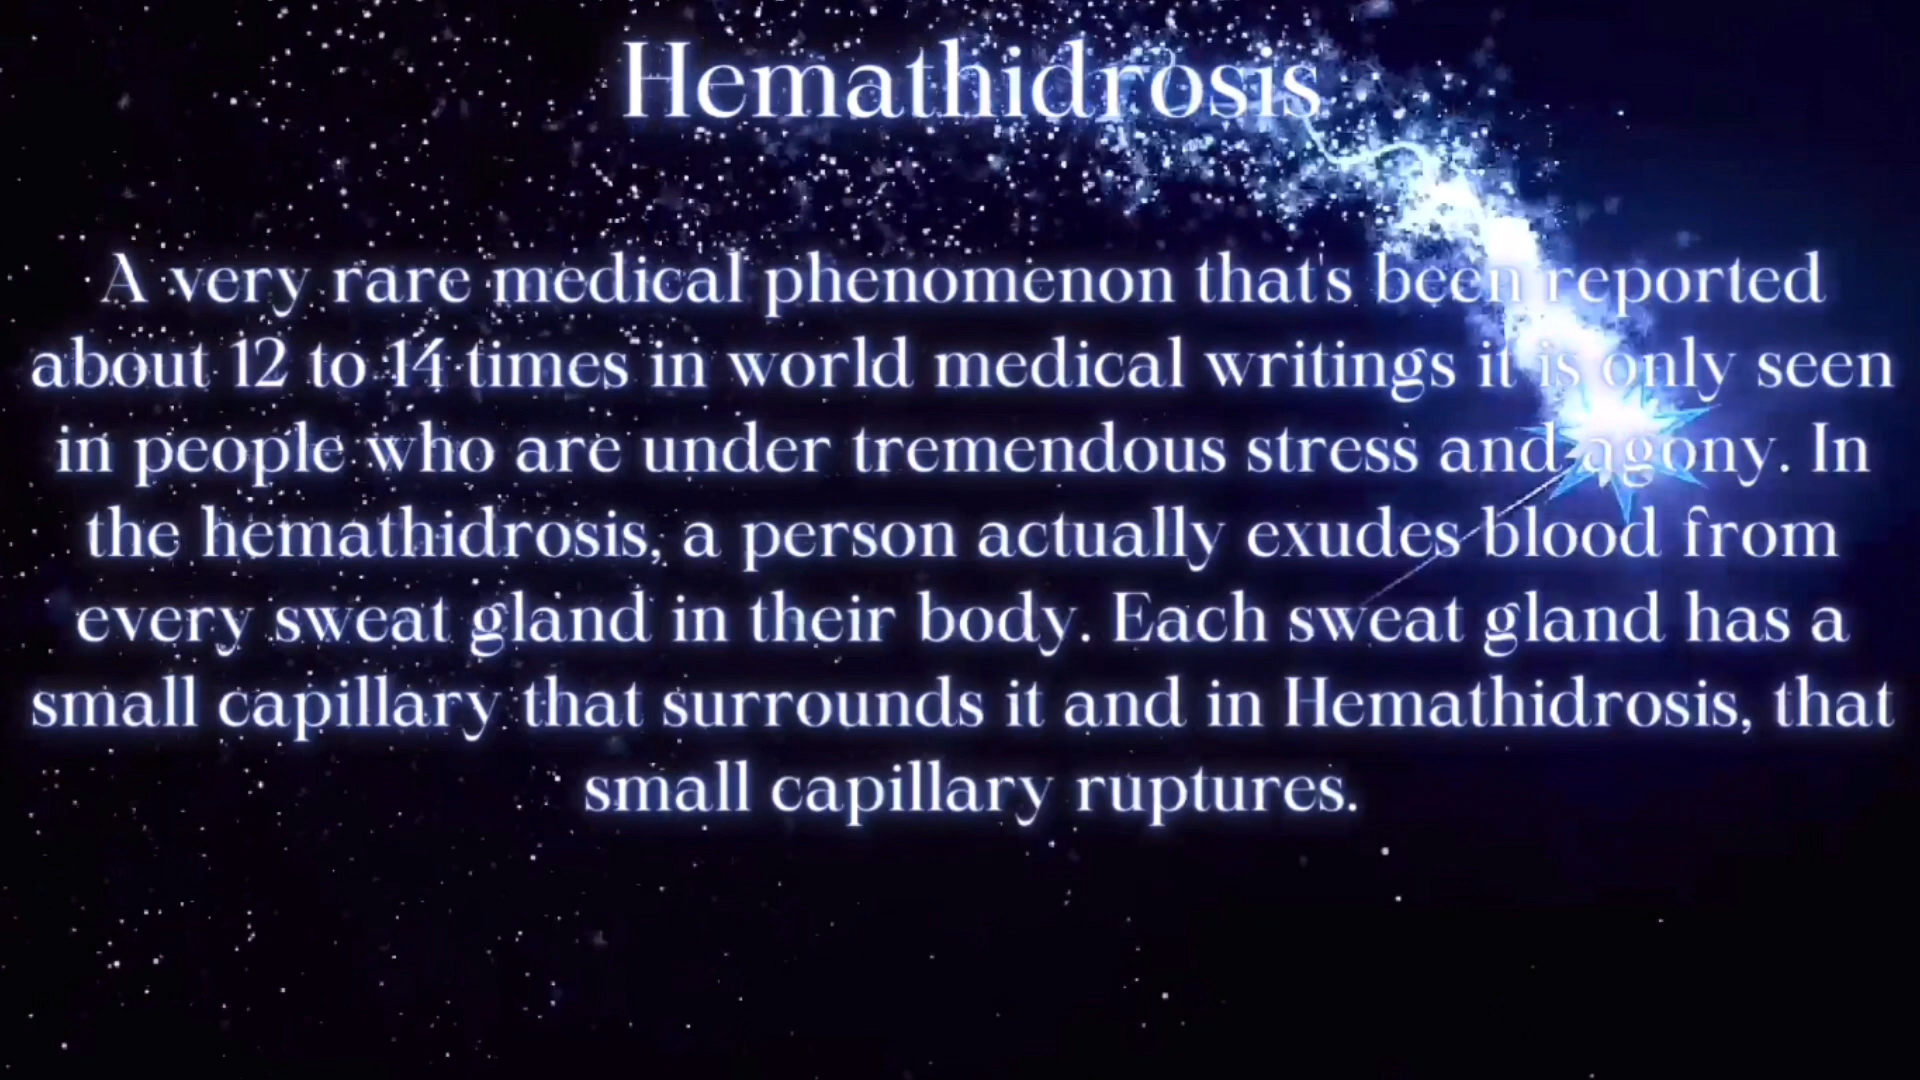 Hemathidrosis
A very rare medical phenomenon that's been reported
about 12 to 14 times in world medical writings it is only seen
in people who are under tremendous stress and agony. In
the hemathidrosis, a person actually exudes blood from
every sweat gland in their body. Each sweat gland has a
small capillary that surrounds it and in Hemathidrosis, that
small capillary ruptures.